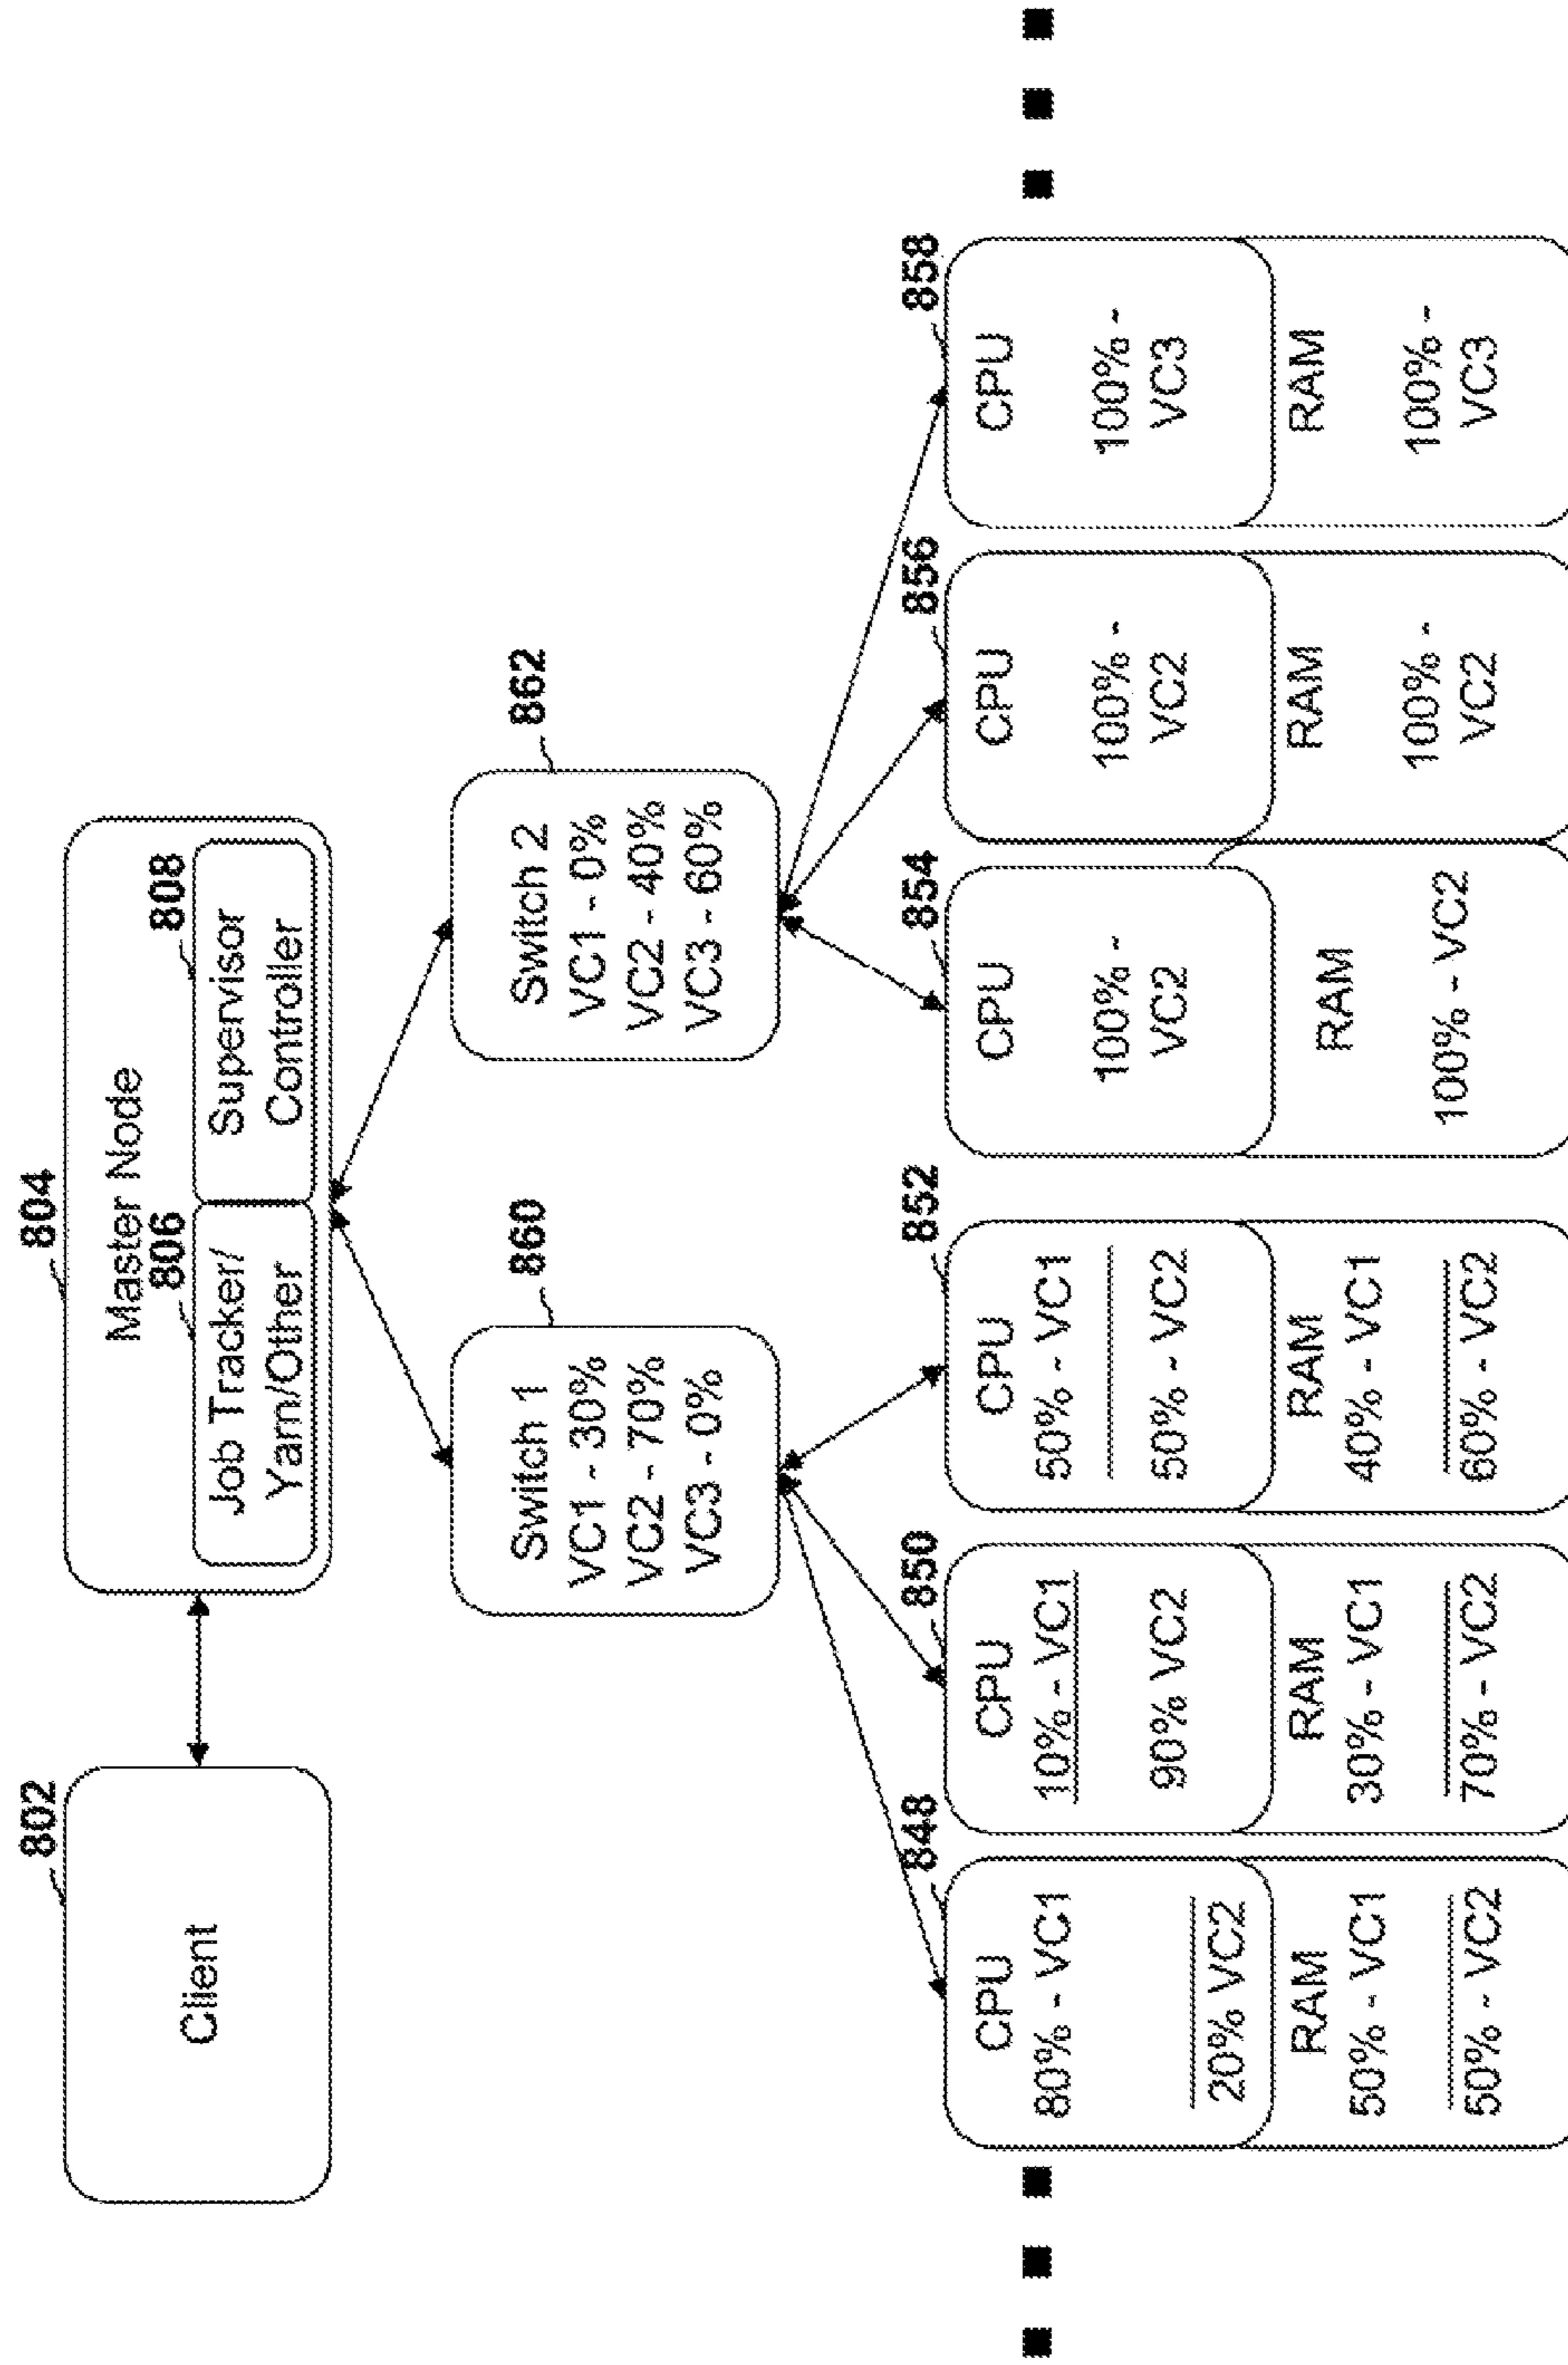 802
Client
804
Master Node
806
Job Tracker/
Yarn/Other
808
Supervisor
Controller
860
Switch 1
VC1 - 30%
VC2 - 70%
VC3 - 0%
862
Switch 2
VC1 - 0%
VC2 - 40%
VC3 - 60%
848
CPU
80% - VC1
20% VC2
RAM
50% - VC1
50% - VC2
850
CPU
10% - VC1
90% VC2
RAM
30% - VC1
70% - VC2
852
CPU
50% - VC1
50% - VC2
RAM
40% - VC1
60% - VC2
854
CPU
100% -
VC2
RAM
100% - VC2
856
CPU
100% -
VC2
RAM
100% -
VC2
858
CPU
100% -
VC3
RAM
100% -
VC3